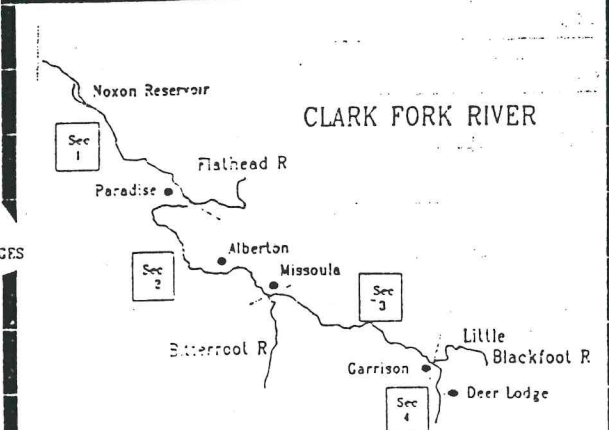 CLARK FORK RIVER
Noxon Reservoir
Sec
1
Flathead R
Paradise
GES
Alberton
Sec
2
Missoula
Sec
3
Bitterroot R
Little
Blackfoot R
Garrison
Deer Lodge
Sec
4